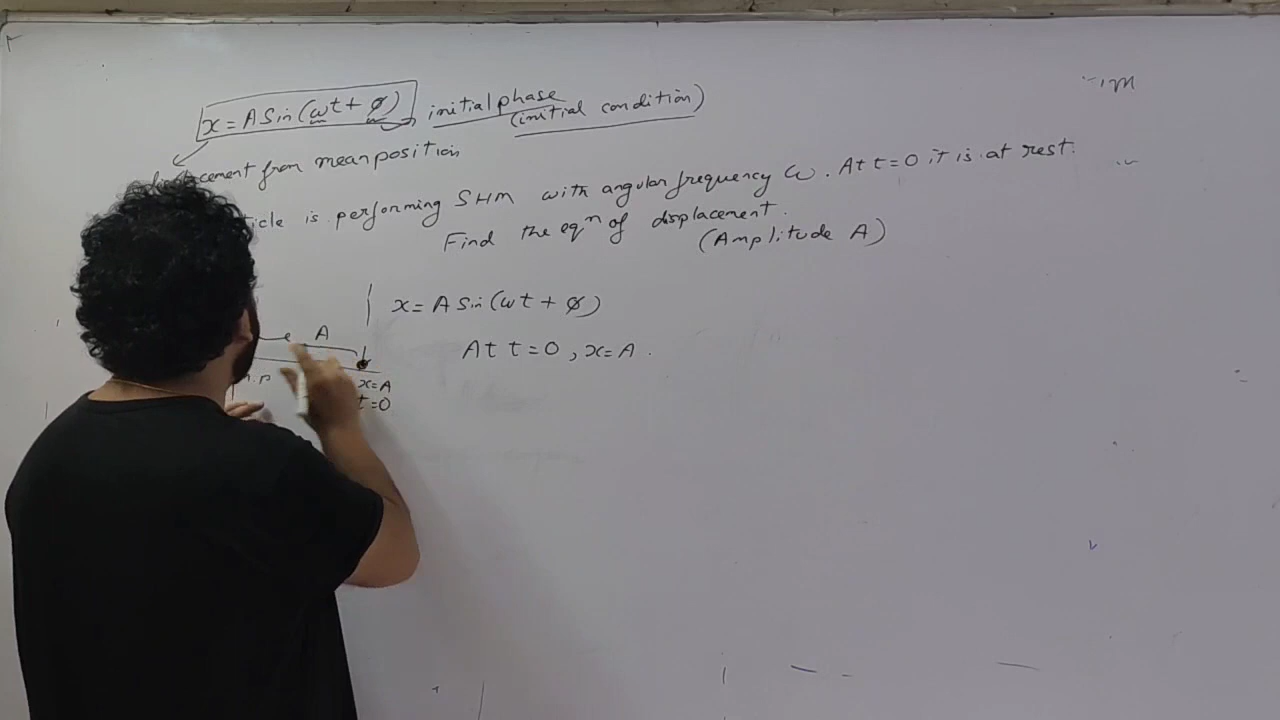 x = A Sin(ωt + φ) initial phase
(initial condition)
from mean position
is performing SHM with angular frequency ω. At t=0 it is at rest.
Find the eqⁿ of displacement.
(Amplitude A)
x = A Sin(ωt + φ)
A
At t=0, x=A.
x=A
t=0